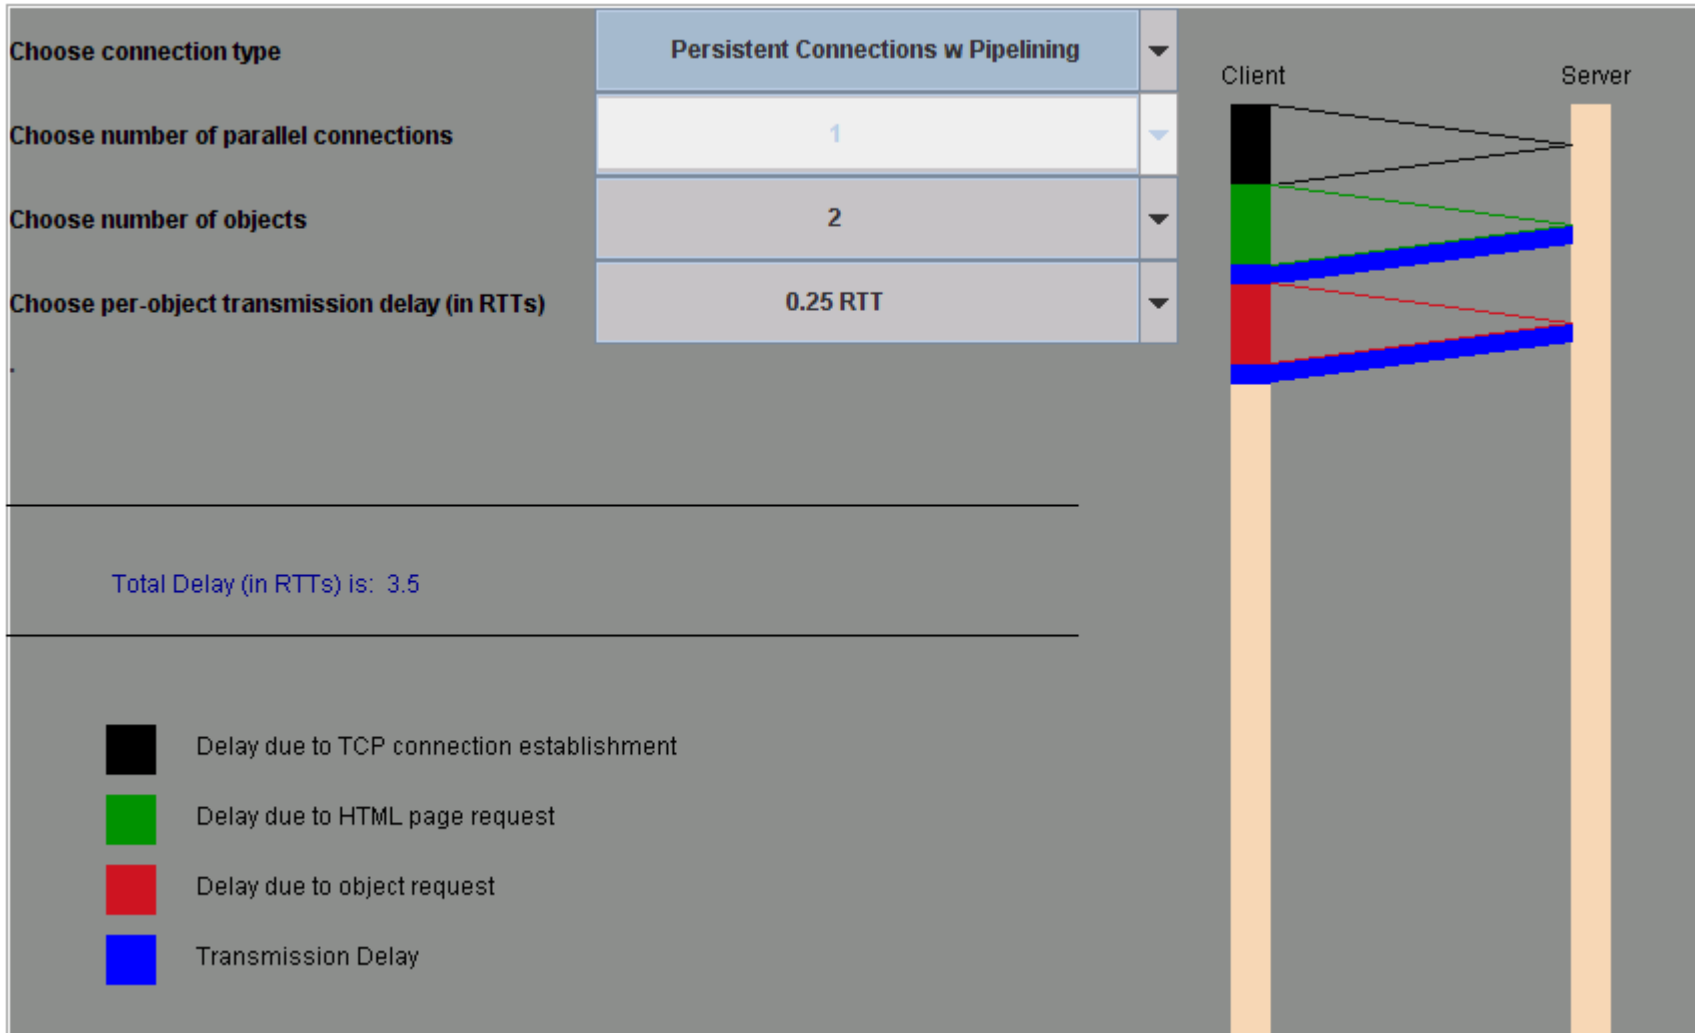 Choose connection type
Persistent Connections w Pipelining
Client
Server
Choose number of parallel connections
1
Choose number of objects
2
Choose per-object transmission delay (in RTTs)
0.25 RTT
.
Total Delay (in RTTs) is: 3.5
Delay due to TCP connection establishment
Delay due to HTML page request
Delay due to object request
Transmission Delay